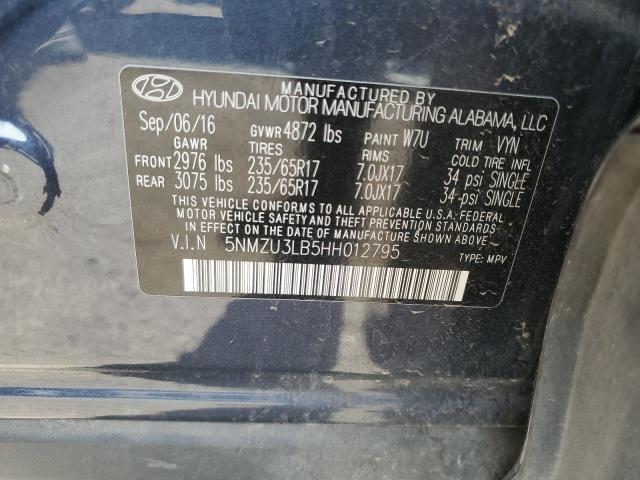 MANUFACTURED BY
HYUNDAI MOTOR MANUFACTURING ALABAMA, LLC
Sep/06/16 GVWR 4872 lbs PAINT W7U TRIM VYN
GAWR TIRES RIMS COLD TIRE INFL
FRONT 2976 lbs 235/65R17 7.0JX17 34 psi SINGLE
REAR 3075 lbs 235/65R17 7.0JX17 34 psi SINGLE
THIS VEHICLE CONFORMS TO ALL APPLICABLE U.S.A. FEDERAL
MOTOR VEHICLE SAFETY AND THEFT PREVENTION STANDARDS IN EFFECT ON
THE DATE OF MANUFACTURE SHOWN ABOVE.
V.I.N 5NMZU3LB5HH012795
TYPE: MPV